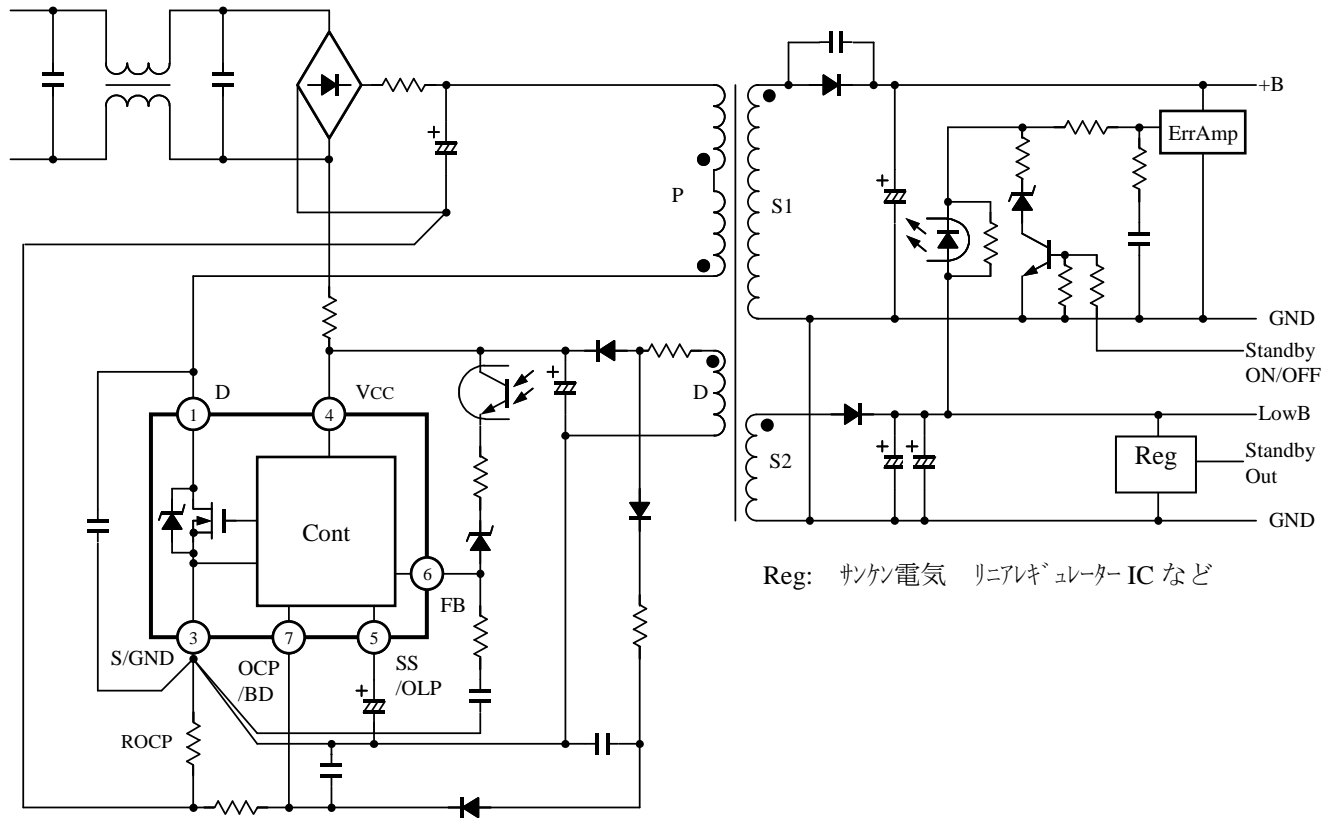 +B
ErrAmp
P
S1
GND
Standby
ON/OFF
D
VCC
D
1
4
LowB
S2
Reg
Standby
Out
Cont
GND
6
FB
Reg: サンケン電気 リニアレギュレーター IC など
3
7
5
S/GND
OCP
/BD
SS
/OLP
ROCP